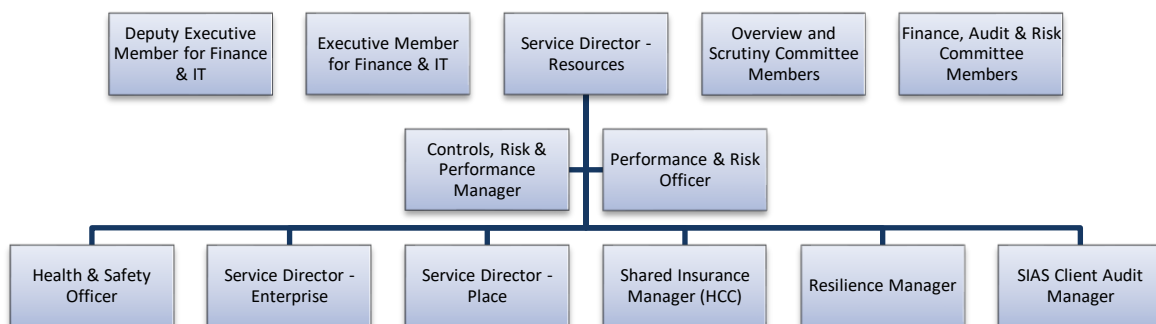 Deputy Executive
Member for Finance
& IT
Executive Member
for Finance & IT
Service Director -
Resources
Overview and
Scrutiny Committee
Members
Finance, Audit & Risk
Committee
Members
Controls, Risk &
Performance
Manager
Performance & Risk
Officer
Health & Safety
Officer
Service Director -
Enterprise
Service Director -
Place
Shared Insurance
Manager (HCC)
Resilience Manager
SIAS Client Audit
Manager